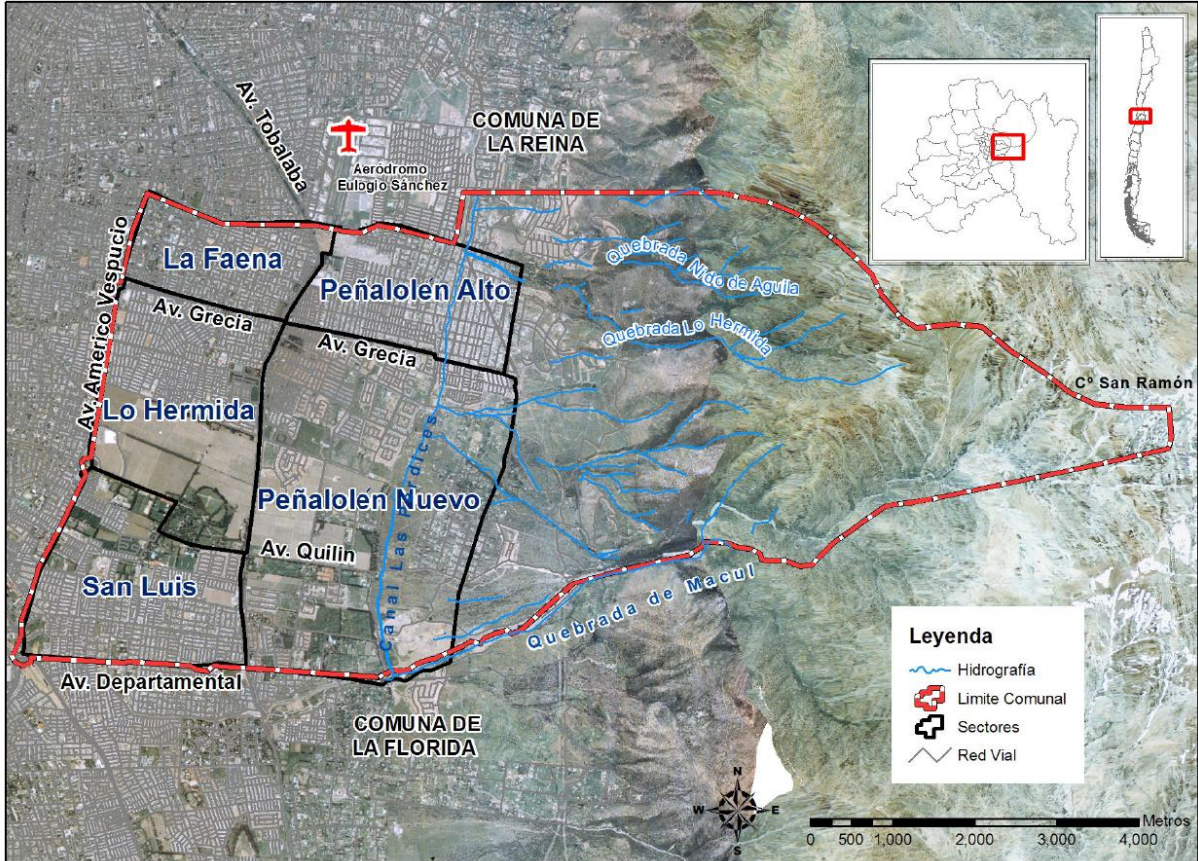 COMUNA DE
LA REINA
Av. Tobalaba
Aeródromo
Eulogio Sánchez
La Faena
Peñalolen Alto
Quebrada Nido de Aguila
Av. Grecia
Av. Grecia
Quebrada Lo Hermida
Av. Americo Vespucio
Cº San Ramón
Lo Hermida
Canal Las Perdices
Peñalolén Nuevo
Av. Quilin
San Luis
Quebrada de Macul
Av. Departamental
COMUNA DE
LA FLORIDA
Leyenda
Hidrografía
Limite Comunal
Sectores
Red Vial
N
W
E
S
Metros
0 500 1,000 2,000 3,000 4,000